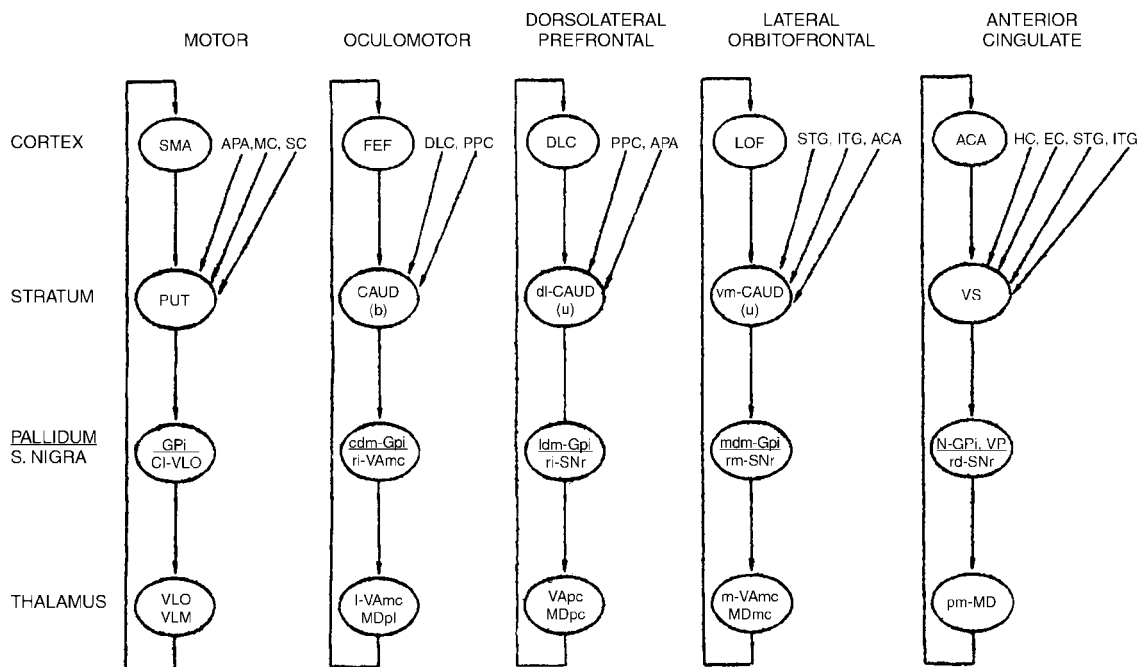 MOTOR
OCULOMOTOR
DORSOLATERAL
PREFRONTAL
LATERAL
ORBITOFRONTAL
ANTERIOR
CINGULATE
CORTEX
SMA
APA,MC, SC
FEF
DLC, PPC
DLC
PPC, APA
LOF
STG, ITG, ACA
ACA
HC, EC, STG, ITG
STRATUM
PUT
CAUD
(b)
dl-CAUD
(u)
vm-CAUD
(u)
VS
PALLIDUM
S. NIGRA
GPi
CI-VLO
cdm-Gpi
ri-VAmc
ldm-Gpi
ri-SNr
mdm-Gpi
rm-SNr
N-GPi, VP
rd-SNr
THALAMUS
VLO
VLM
l-VAmc
MDpl
VApc
MDpc
m-VAmc
MDmc
pm-MD